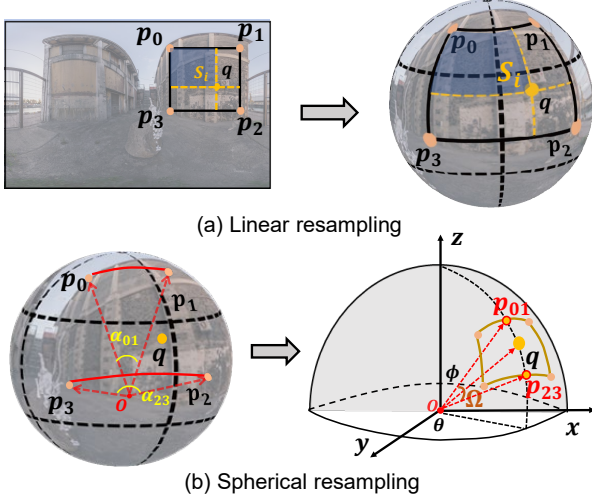 p0 p1
Si q
p3 p2
p0 p1
Si q
p3 p2
(a) Linear resampling
p0 p1
α01 q
p3 O α23 p2
z
p01
ϕ q
Ω p23
O θ x
y
(b) Spherical resampling